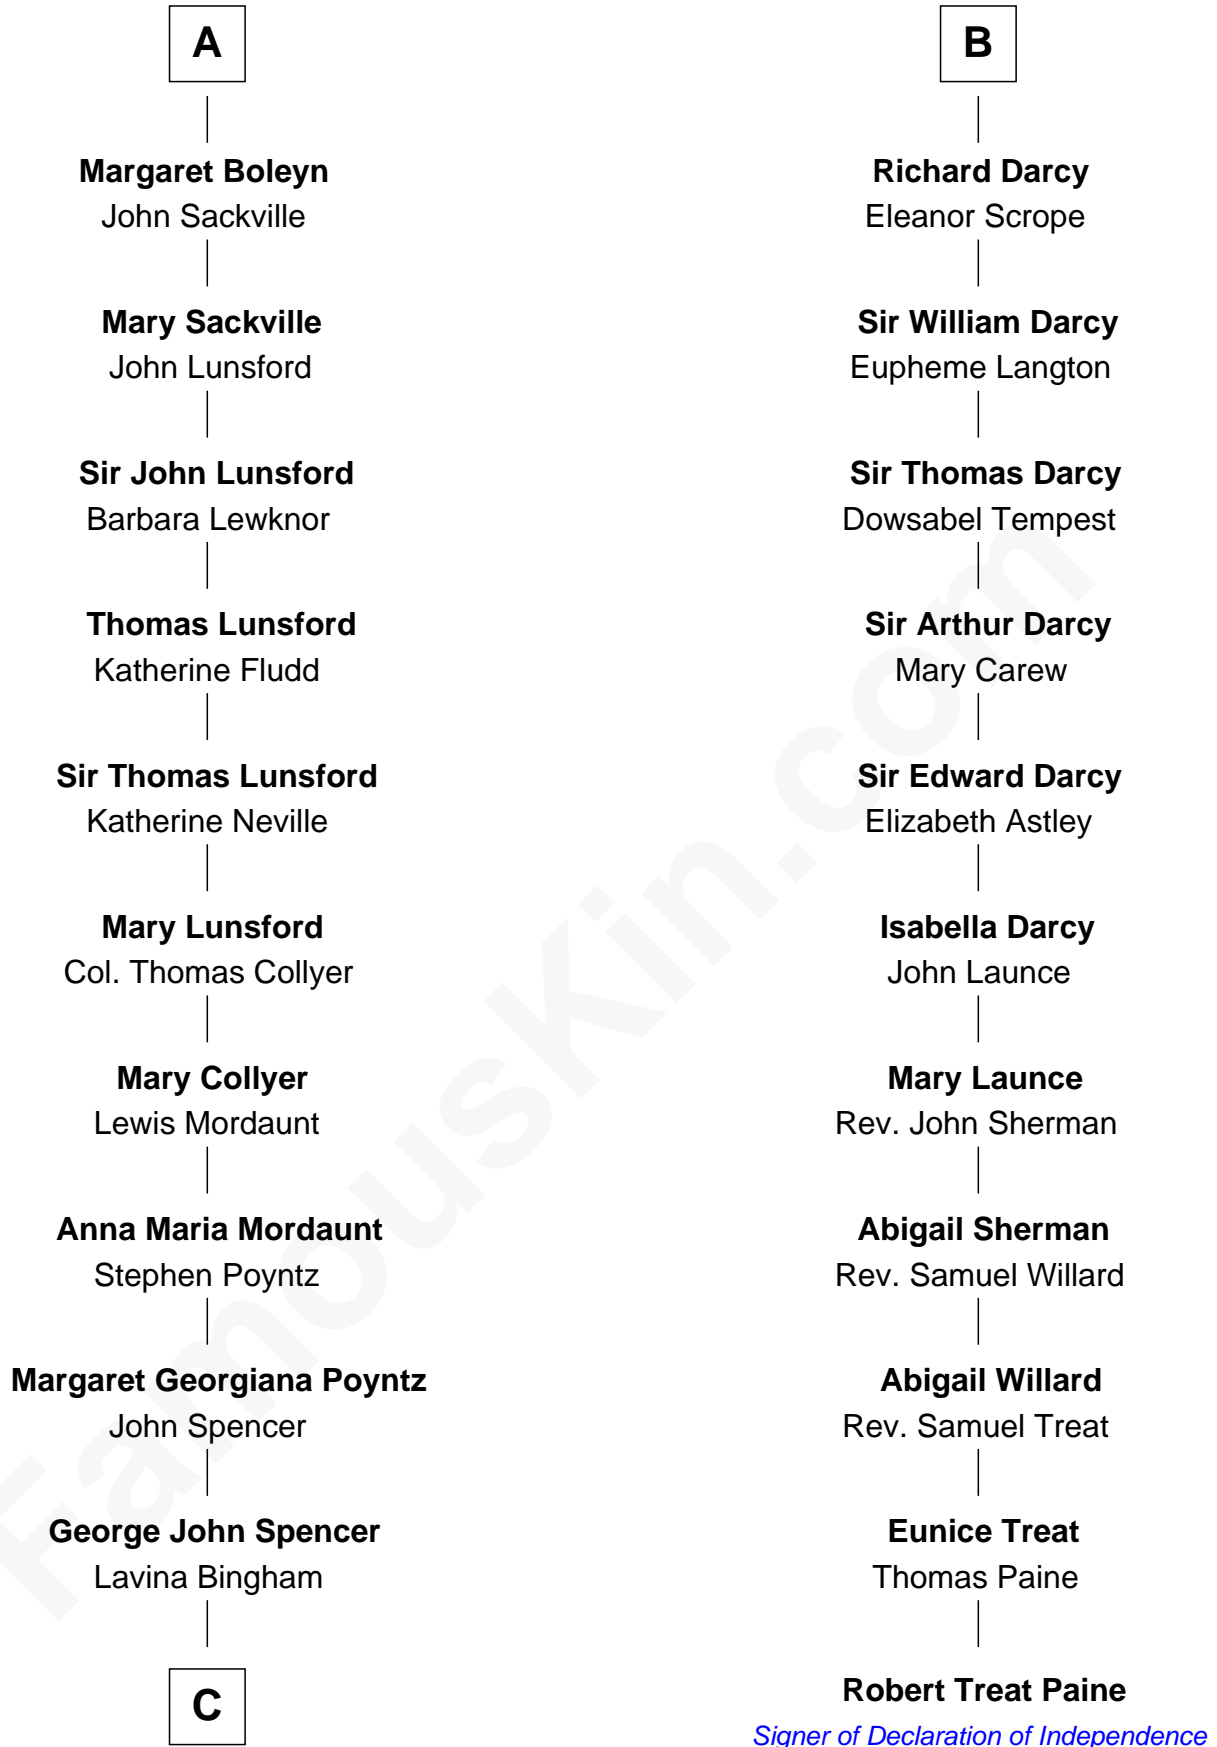 A
Margaret Boleyn
John Sackville
Mary Sackville
John Lunsford
Sir John Lunsford
Barbara Lewknor
Thomas Lunsford
Katherine Fludd
Sir Thomas Lunsford
Katherine Neville
Mary Lunsford
Col. Thomas Collyer
Mary Collyer
Lewis Mordaunt
Anna Maria Mordaunt
Stephen Poyntz
Margaret Georgiana Poyntz
John Spencer
George John Spencer
Lavina Bingham
C
B
Richard Darcy
Eleanor Scrope
Sir William Darcy
Eupheme Langton
Sir Thomas Darcy
Dowsabel Tempest
Sir Arthur Darcy
Mary Carew
Sir Edward Darcy
Elizabeth Astley
Isabella Darcy
John Launce
Mary Launce
Rev. John Sherman
Abigail Sherman
Rev. Samuel Willard
Abigail Willard
Rev. Samuel Treat
Eunice Treat
Thomas Paine
Robert Treat Paine
Signer of Declaration of Independence
FamousKin.com